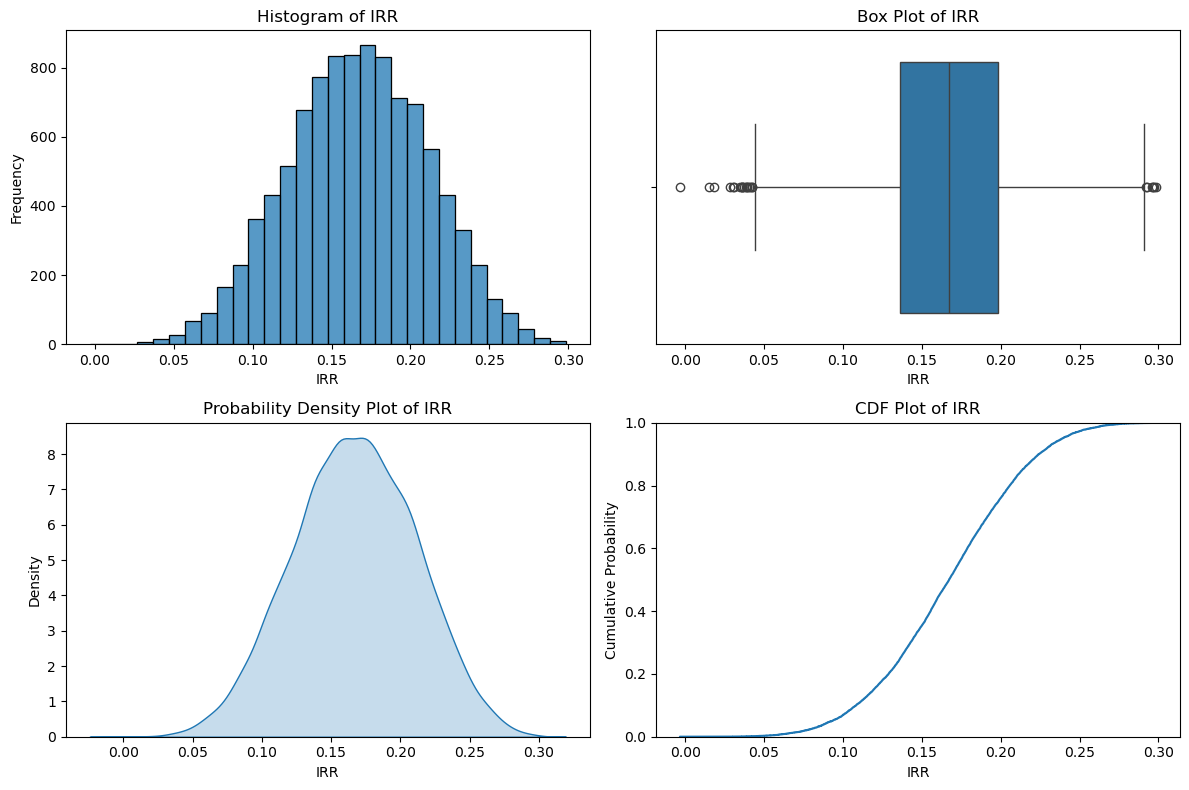 Histogram of IRR
800
600
400
200
0
Frequency
0.00 0.05 0.10 0.15 0.20 0.25 0.30
IRR
Box Plot of IRR
0.00 0.05 0.10 0.15 0.20 0.25 0.30
IRR
Probability Density Plot of IRR
8
7
6
5
4
3
2
1
0
Density
0.00 0.05 0.10 0.15 0.20 0.25 0.30
IRR
CDF Plot of IRR
1.0
0.8
0.6
0.4
0.2
0.0
Cumulative Probability
0.00 0.05 0.10 0.15 0.20 0.25 0.30
IRR